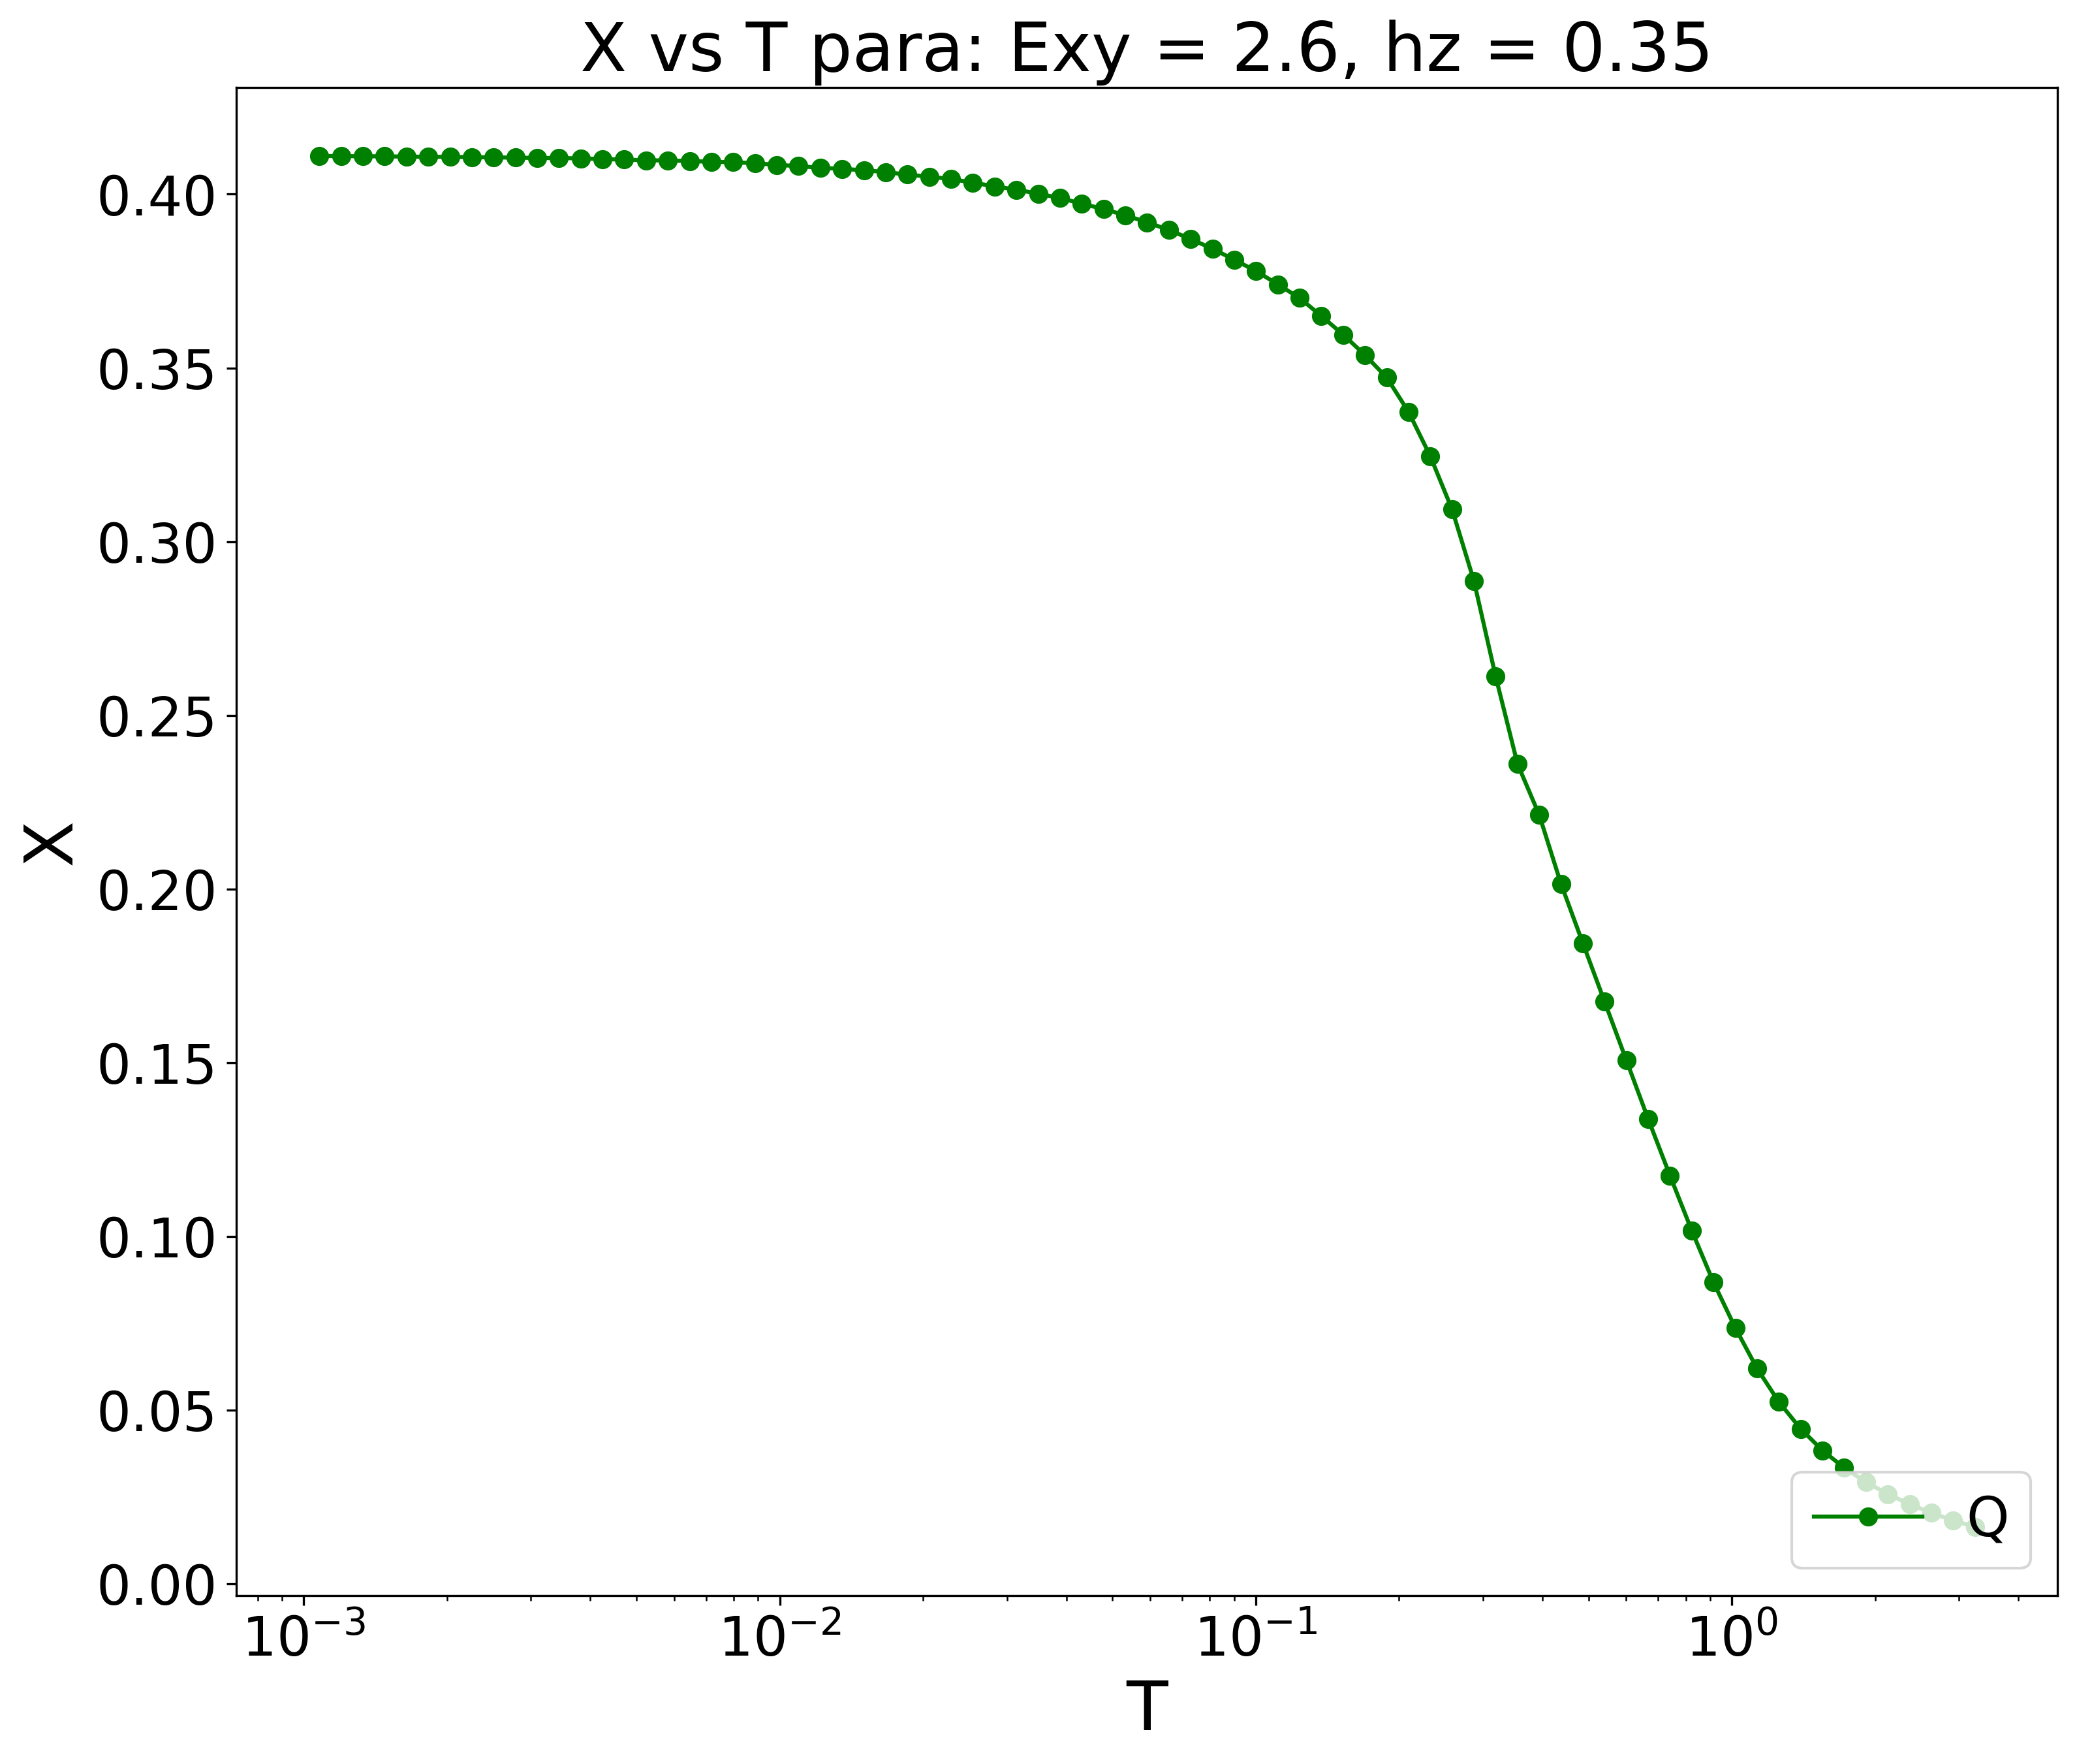 X vs T para: Exy = 2.6, hz = 0.35
X
0.40
0.35
0.30
0.25
0.20
0.15
0.10
0.05
0.00
Q
10⁻³ 10⁻² 10⁻¹ 10⁰
T